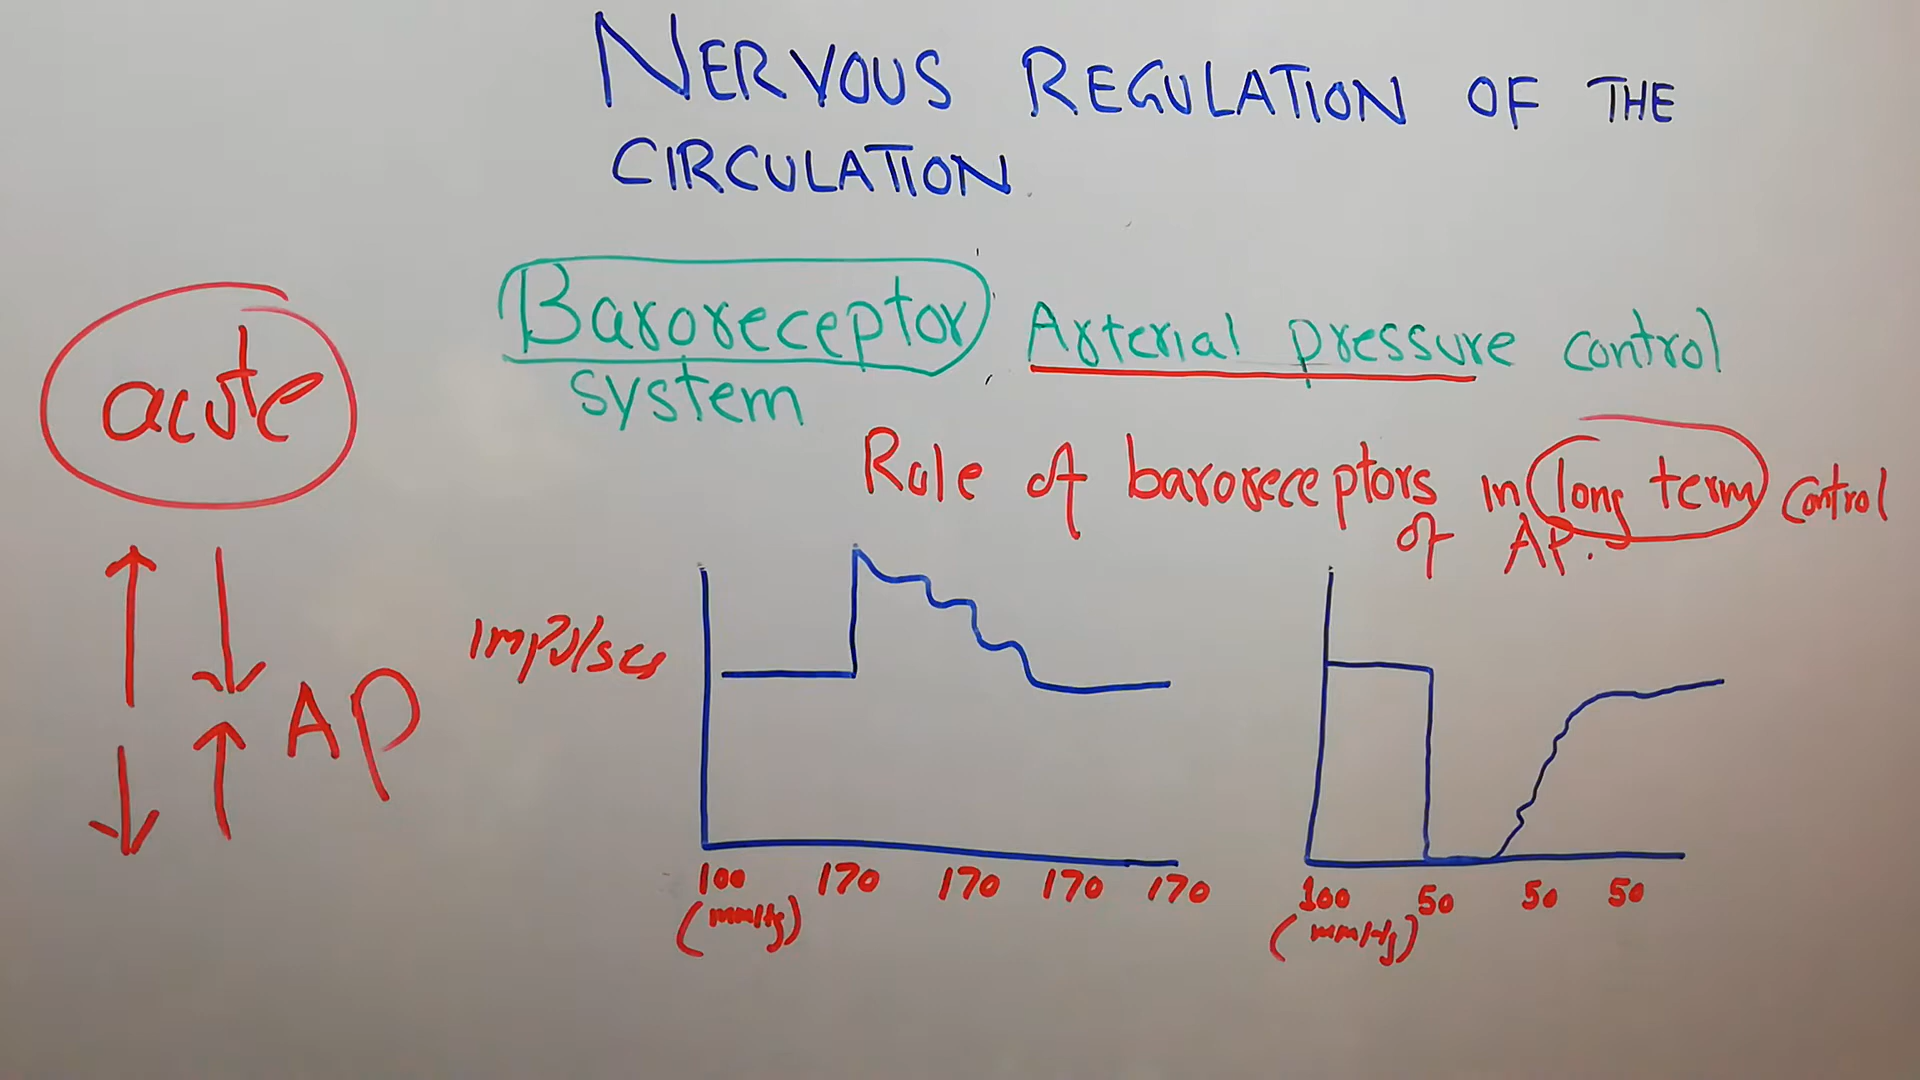 NERVOUS REGULATION OF THE
CIRCULATION
Baroreceptor Arterial pressure control
system
acute
Role of baroreceptors in long term control
of AP.
Impulses
AP
100 170 170 170 170
(mmHg)
100 50 50 50
(mmHg)